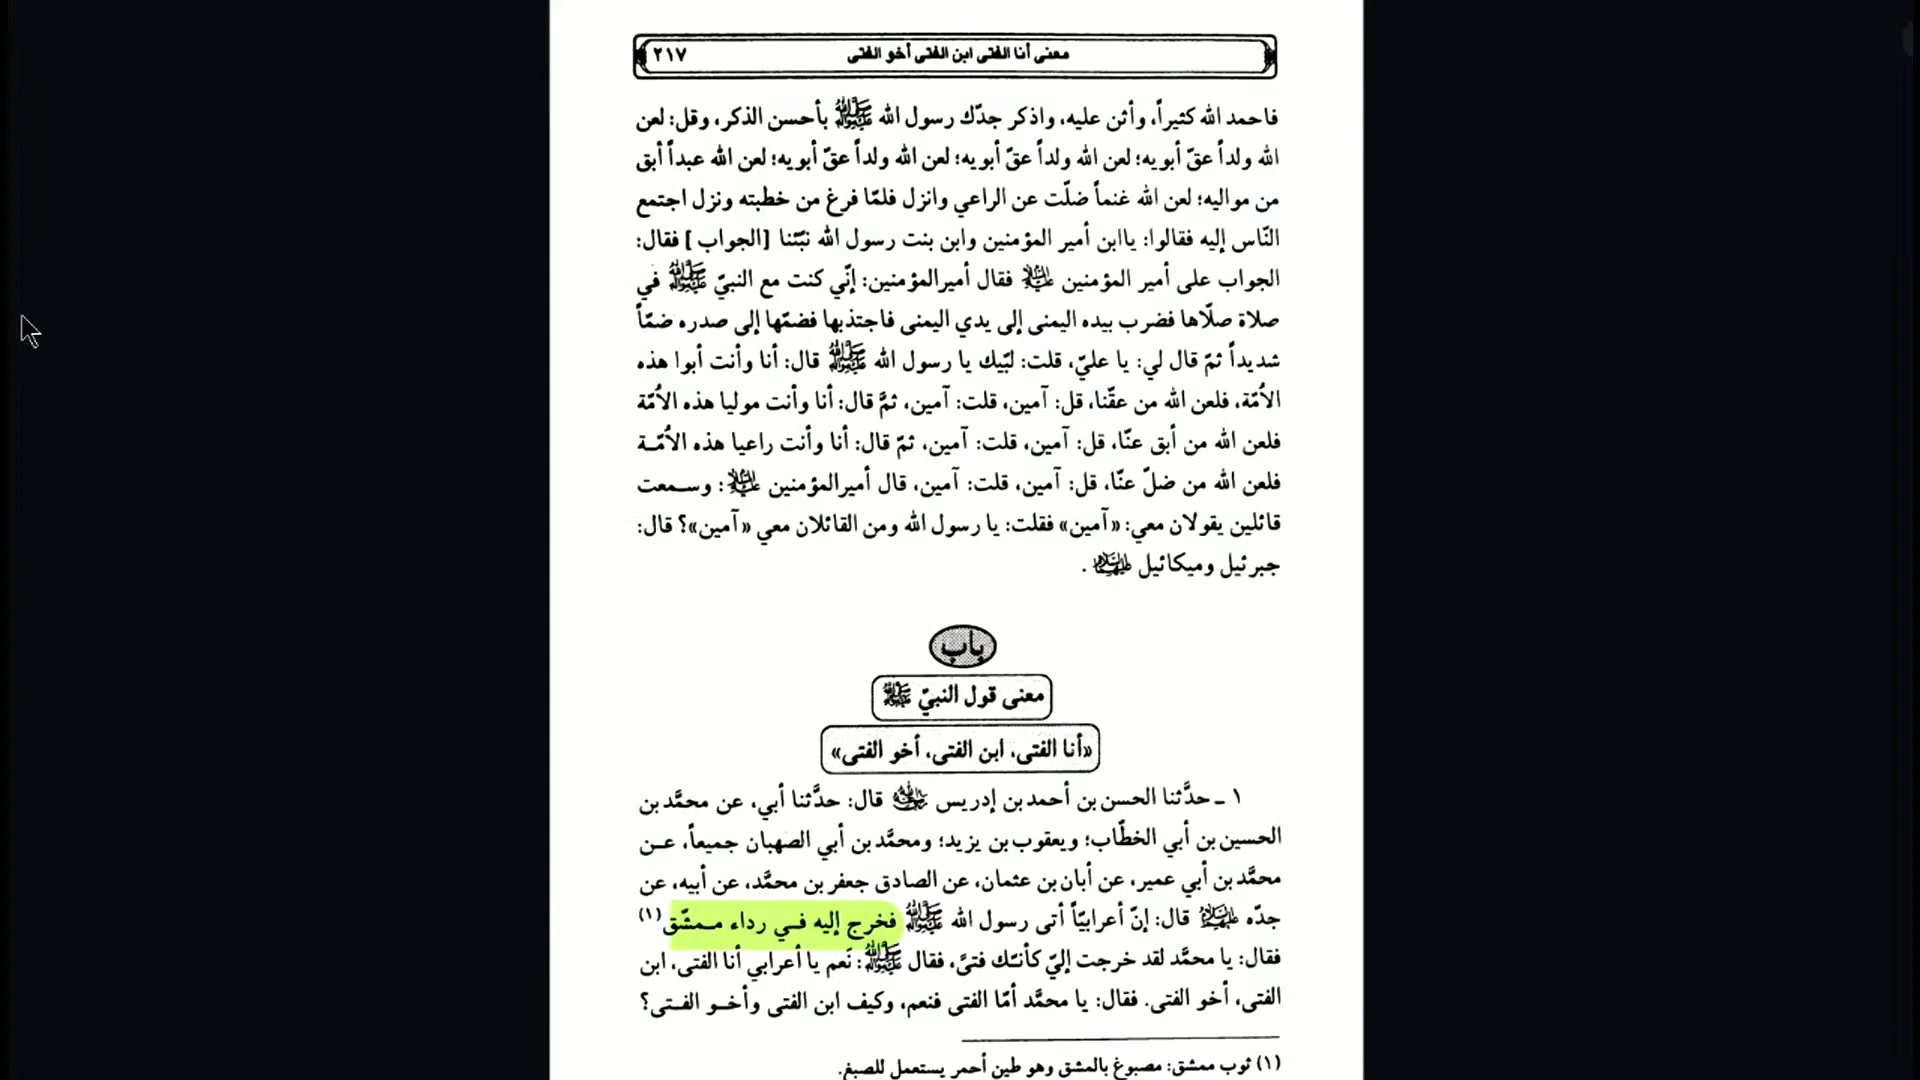 معنى أنا الفتى ابن الفتى أخو الفتى ٢١٧
فاحمد الله كثيراً، وأثن عليه، واذكر جدّك رسول الله ﷺ بأحسن الذكر، وقل: لعن
الله ولداً عقّ أبويه؛ لعن الله ولداً عقّ أبويه؛ لعن الله ولداً عقّ أبويه؛ لعن الله عبداً أبق
من مواليه؛ لعن الله غنماً ضلّت عن الراعي وانزل فلمّا فرغ من خطبته ونزل اجتمع
النّاس إليه فقالوا: ياابن أمير المؤمنين وابن بنت رسول الله نبّئنا [الجواب] فقال:
الجواب على أمير المؤمنين عليه السلام فقال أميرالمؤمنين: إنّي كنت مع النبيّ ﷺ في
صلاة صلّاها فضرب بيده اليمنى إلى يدي اليمنى فاجتذبها فضمّها إلى صدره ضمّاً
شديداً ثمّ قال لي: يا عليّ، قلت: لبّيك يا رسول الله ﷺ قال: أنا وأنت أبوا هذه
الأمّة، فلعن الله من عقّنا، قل: آمين، قلت: آمين، ثمَّ قال: أنا وأنت موليا هذه الأمّة
فلعن الله من أبق عنّا، قل: آمين، قلت: آمين، ثمّ قال: أنا وأنت راعيا هذه الأمّـة
فلعن الله من ضلّ عنّا، قل: آمين، قلت: آمين، قال أميرالمؤمنين عليه السلام: وسـمعت
قائلين يقولان معي: «آمين» فقلت: يا رسول الله ومن القائلان معي «آمين»؟ قال:
جبرئيل وميكائيل عليهما السلام.
باب
معنى قول النبيّ ﷺ
«أنا الفتى، ابن الفتى، أخو الفتى»
١ ـ حدَّثنا الحسن بن أحمد بن إدريس رحمه الله قال: حدَّثنا أبي، عن محمَّد بن
الحسين بن أبي الخطّاب؛ ويعقوب بن يزيد؛ ومحمَّد بن أبي الصهبان جميعاً، عـن
محمَّد بن أبي عمير، عن أبان بن عثمان، عن الصادق جعفر بن محمَّد، عن أبيه، عن
جدّه عليهم السلام قال: إنّ أعرابيّاً أتى رسول الله ﷺ فخرج إليه فـي رداء مـمشّق (١)
فقال: يا محمَّد لقد خرجت إليّ كأنـّك فتىً، فقال ﷺ: نَعم يا أعرابي أنا الفتى، ابن
الفتى، أخو الفتى. فقال: يا محمَّد أمّا الفتى فنعم، وكيف ابن الفتى وأخـو الفـتى؟
(١) ثوب ممشق: مصبوغ بالمشق وهو طين أحمر يستعمل للصبغ.